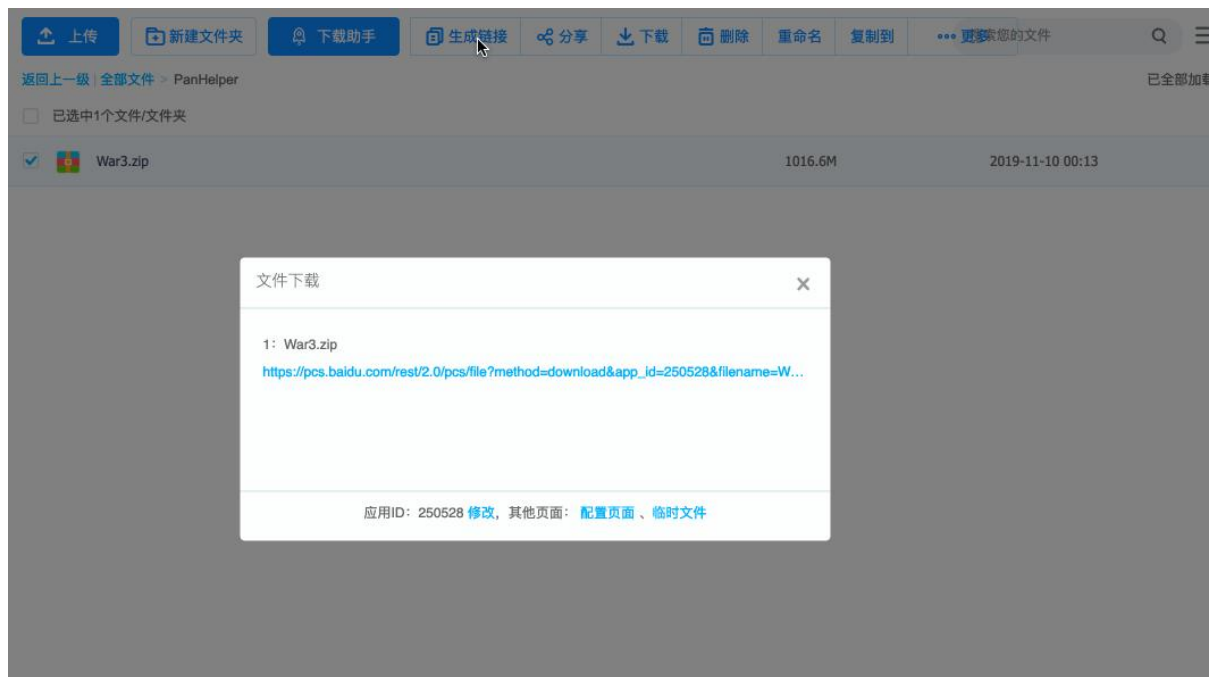 上传 新建文件夹 下载助手 生成链接 分享 下载 删除 重命名 复制到 更多 索您的文件
返回上一级 | 全部文件 > PanHelper 已全部加载
已选中1个文件/文件夹
War3.zip 1016.6M 2019-11-10 00:13
文件下载
1: War3.zip
https://pcs.baidu.com/rest/2.0/pcs/file?method=download&app_id=250528&filename=W...
应用ID: 250528 修改, 其他页面: 配置页面 、临时文件